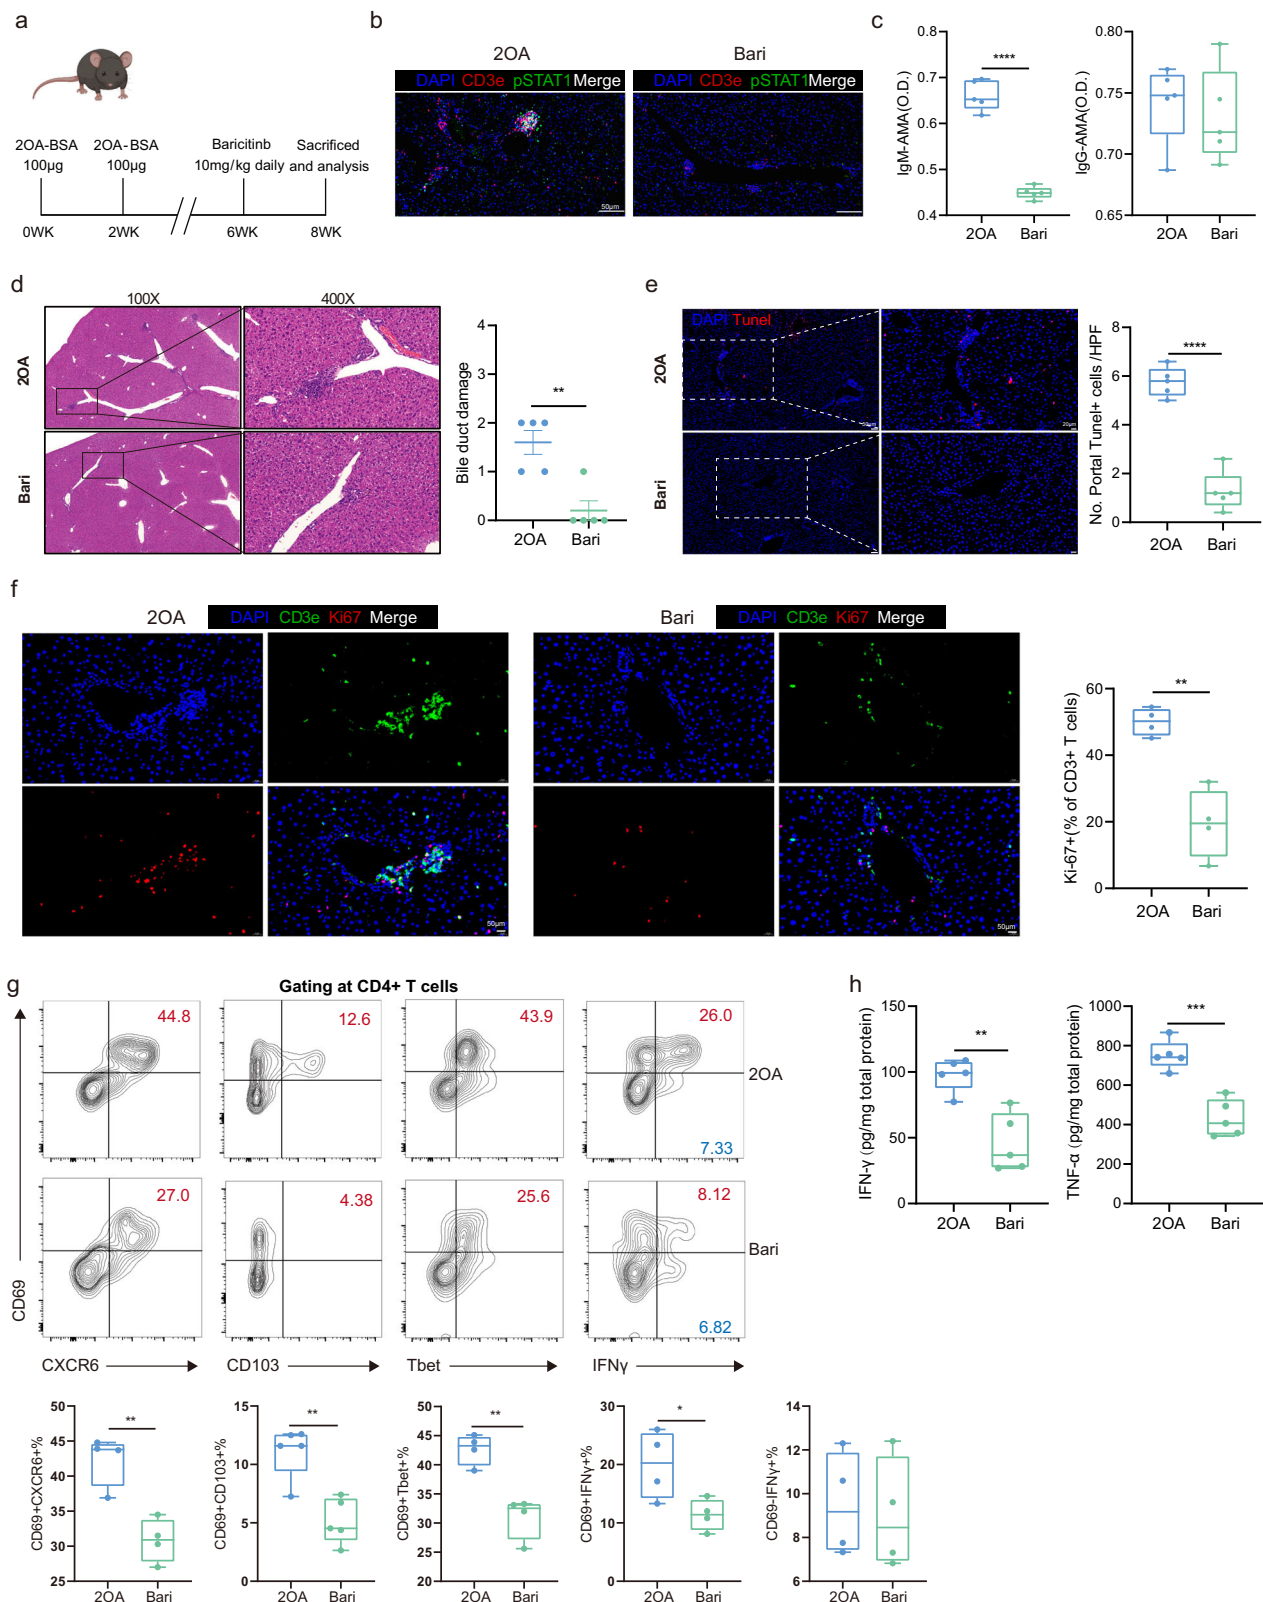 a
2OA-BSA
100μg
2OA-BSA
100μg
Baricitinb
10mg/kg daily
Sacrificed
and analysis
0WK
2WK
6WK
8WK
b
2OA
Bari
DAPI CD3e pSTAT1 Merge
DAPI CD3e pSTAT1 Merge
50μm
c
IgM-AMA(O.D.)
0.8
0.7
0.6
0.5
0.4
****
2OA
Bari
IgG-AMA(O.D.)
0.80
0.75
0.70
0.65
2OA
Bari
d
100X
400X
2OA
Bari
Bile duct damage
4
3
2
1
0
**
2OA
Bari
e
DAPI Tunel
2OA
Bari
20μm
No. Portal Tunel+ cells /HPF
8
6
4
2
0
****
2OA
Bari
f
2OA
DAPI CD3e Ki67 Merge
Bari
DAPI CD3e Ki67 Merge
50μm
50μm
Ki-67+(% of CD3+ T cells)
60
40
20
0
**
2OA
Bari
g
Gating at CD4+ T cells
44.8
12.6
43.9
26.0
7.33
2OA
27.0
4.38
25.6
8.12
6.82
Bari
CD69
CXCR6
CD103
Tbet
IFNγ
CD69+CXCR6+%
50
45
40
35
30
25
**
2OA
Bari
CD69+CD103+%
15
10
5
0
**
2OA
Bari
CD69+Tbet+%
50
45
40
35
30
25
20
**
2OA
Bari
CD69+IFNγ+%
30
20
10
0
*
2OA
Bari
CD69-IFNγ+%
14
12
10
8
6
2OA
Bari
h
IFN-γ (pg/mg total protein)
150
100
50
0
**
2OA
Bari
TNF-α (pg/mg total protein)
1000
800
600
400
200
0
***
2OA
Bari